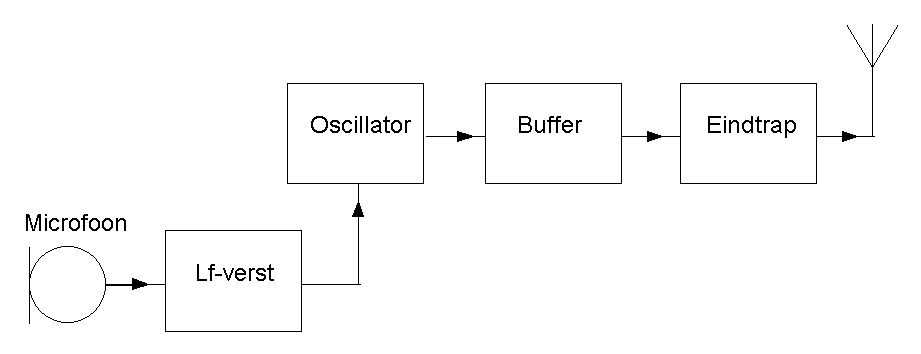 Oscillator
Buffer
Eindtrap
Microfoon
Lf-verst